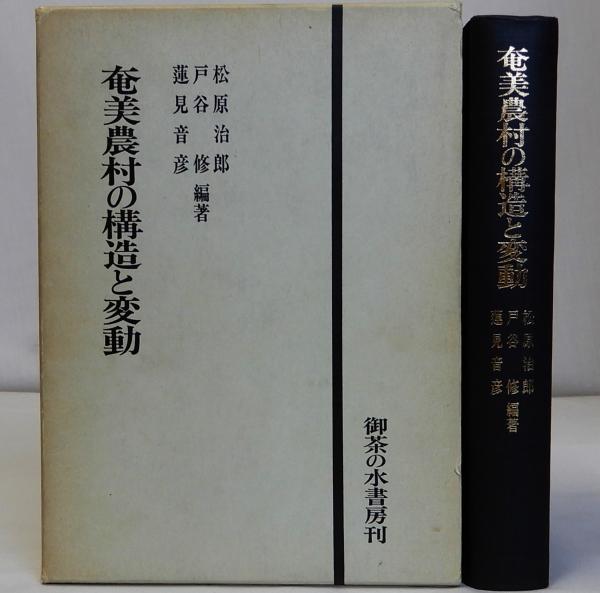 松原治郎
戸谷修 編著
蓮見音彦
奄美農村の構造と変動
御茶の水書房刊
奄美農村の構造と変動
松原治郎
戸谷修 編著
蓮見音彦